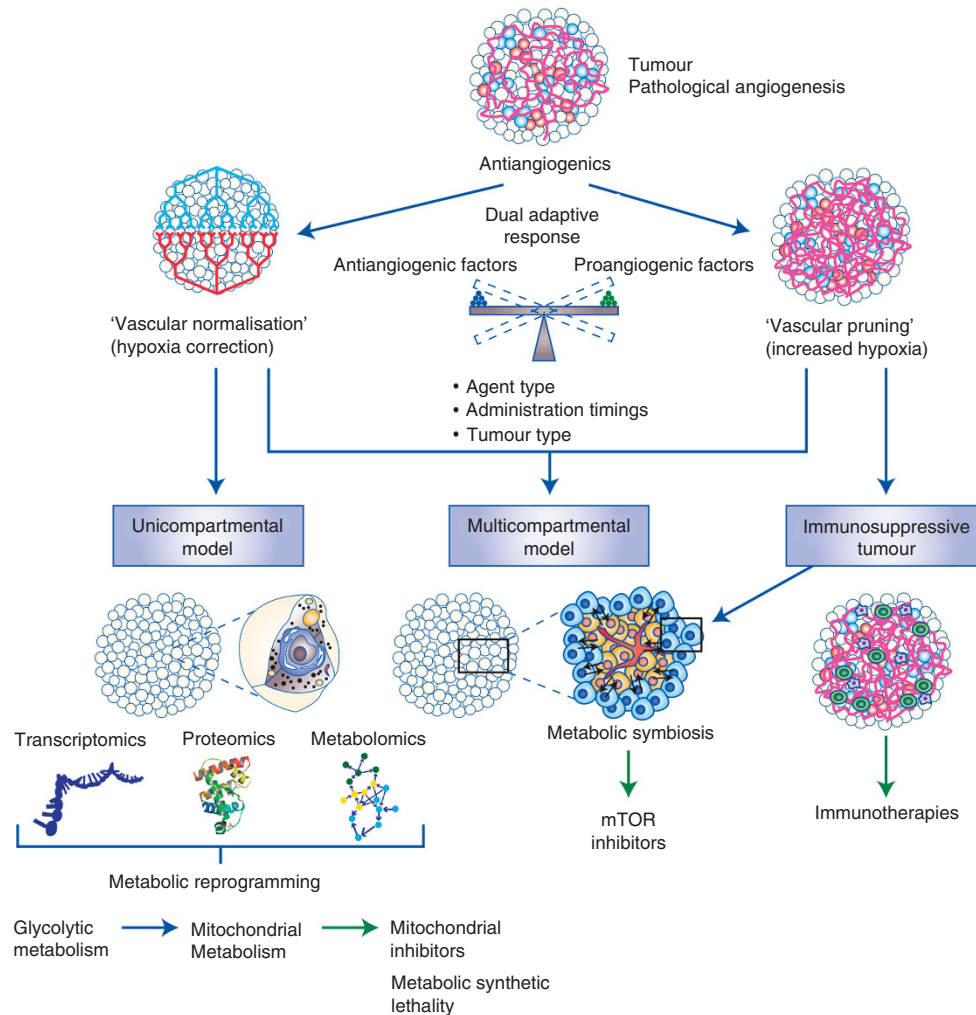 Tumour
Pathological angiogenesis
Antiangiogenics
Dual adaptive
response
Antiangiogenic factors
Proangiogenic factors
'Vascular normalisation'
(hypoxia correction)
'Vascular pruning'
(increased hypoxia)
• Agent type
• Administration timings
• Tumour type
Unicompartmental
model
Multicompartmental
model
Immunosuppressive
tumour
Transcriptomics
Proteomics
Metabolomics
Metabolic symbiosis
mTOR
inhibitors
Immunotherapies
Metabolic reprogramming
Glycolytic
metabolism
Mitochondrial
Metabolism
Mitochondrial
inhibitors
Metabolic synthetic
lethality